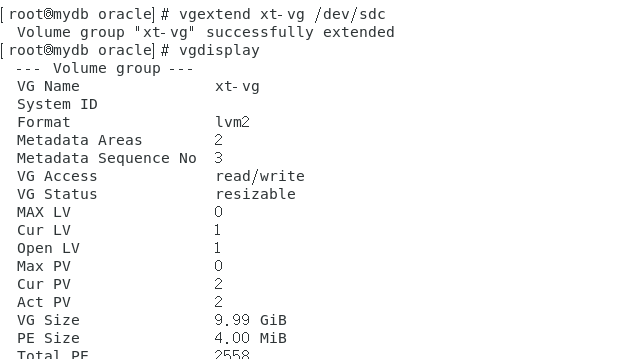 [root@mydb oracle]# vgextend xt-vg /dev/sdc
Volume group "xt-vg" successfully extended
[root@mydb oracle]# vgdisplay
--- Volume group ---
VG Name xt-vg
System ID
Format lvm2
Metadata Areas 2
Metadata Sequence No 3
VG Access read/write
VG Status resizable
MAX LV 0
Cur LV 1
Open LV 1
Max PV 0
Cur PV 2
Act PV 2
VG Size 9.99 GiB
PE Size 4.00 MiB
Total PE 2558